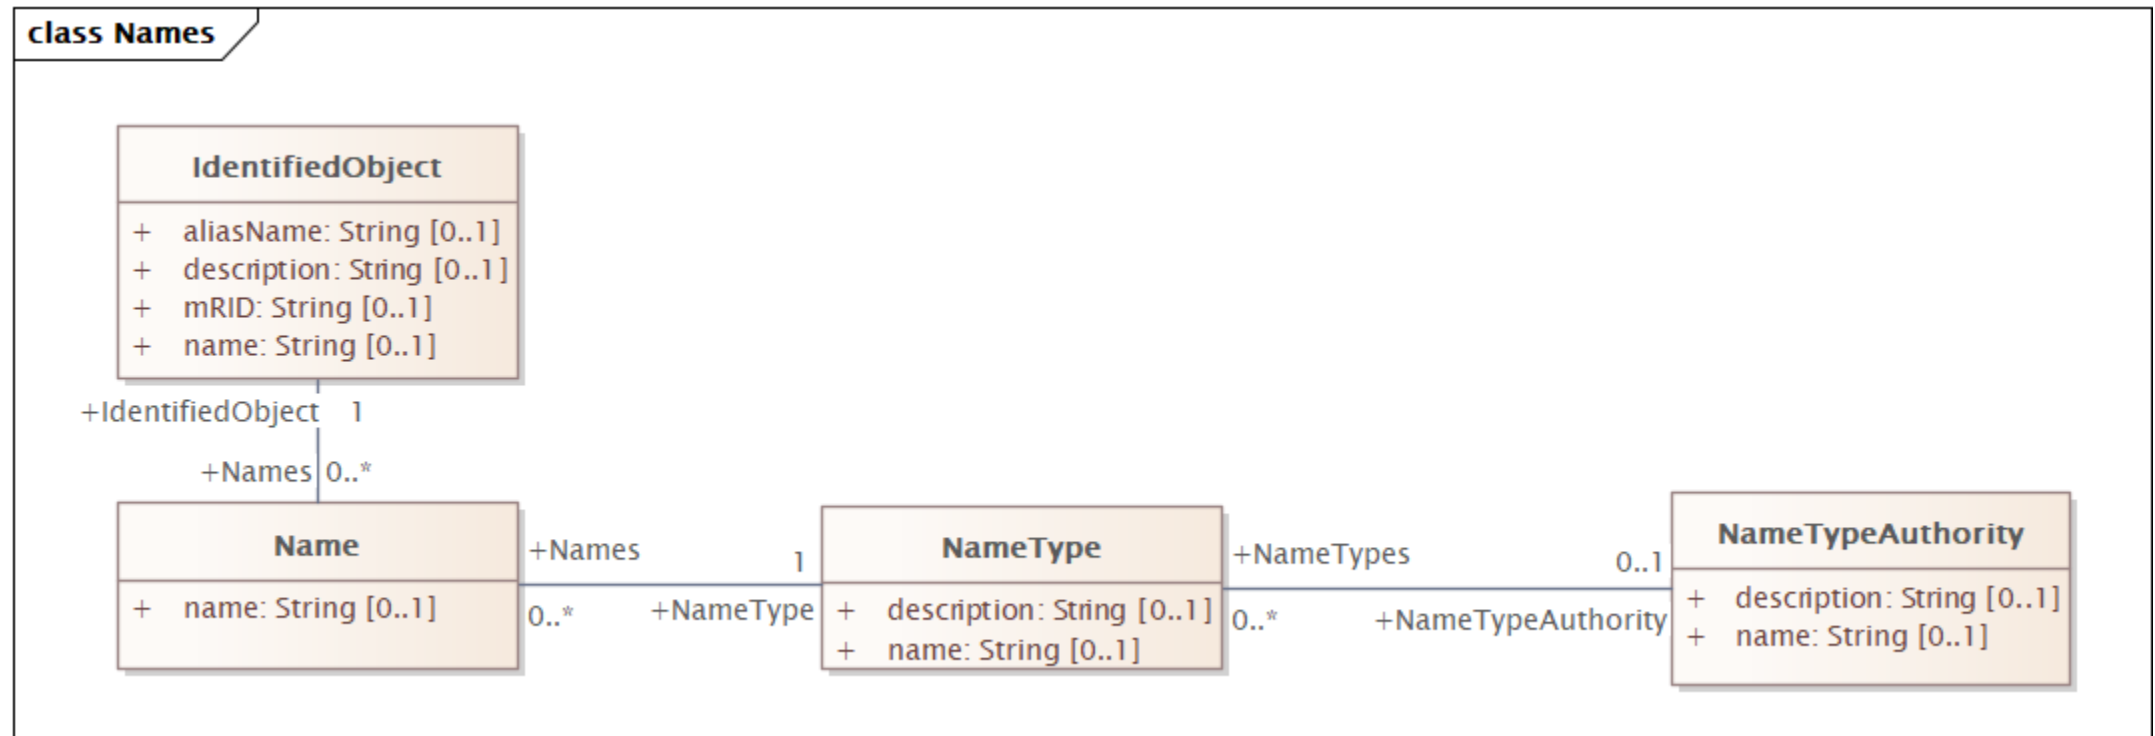 class Names
IdentifiedObject
+ aliasName: String [0..1]
+ description: String [0..1]
+ mRID: String [0..1]
+ name: String [0..1]
+IdentifiedObject 1
+Names 0..*
Name
+ name: String [0..1]
+Names 1
0..* +NameType
NameType
+ description: String [0..1]
+ name: String [0..1]
+NameTypes 0..1
0..* +NameTypeAuthority
NameTypeAuthority
+ description: String [0..1]
+ name: String [0..1]